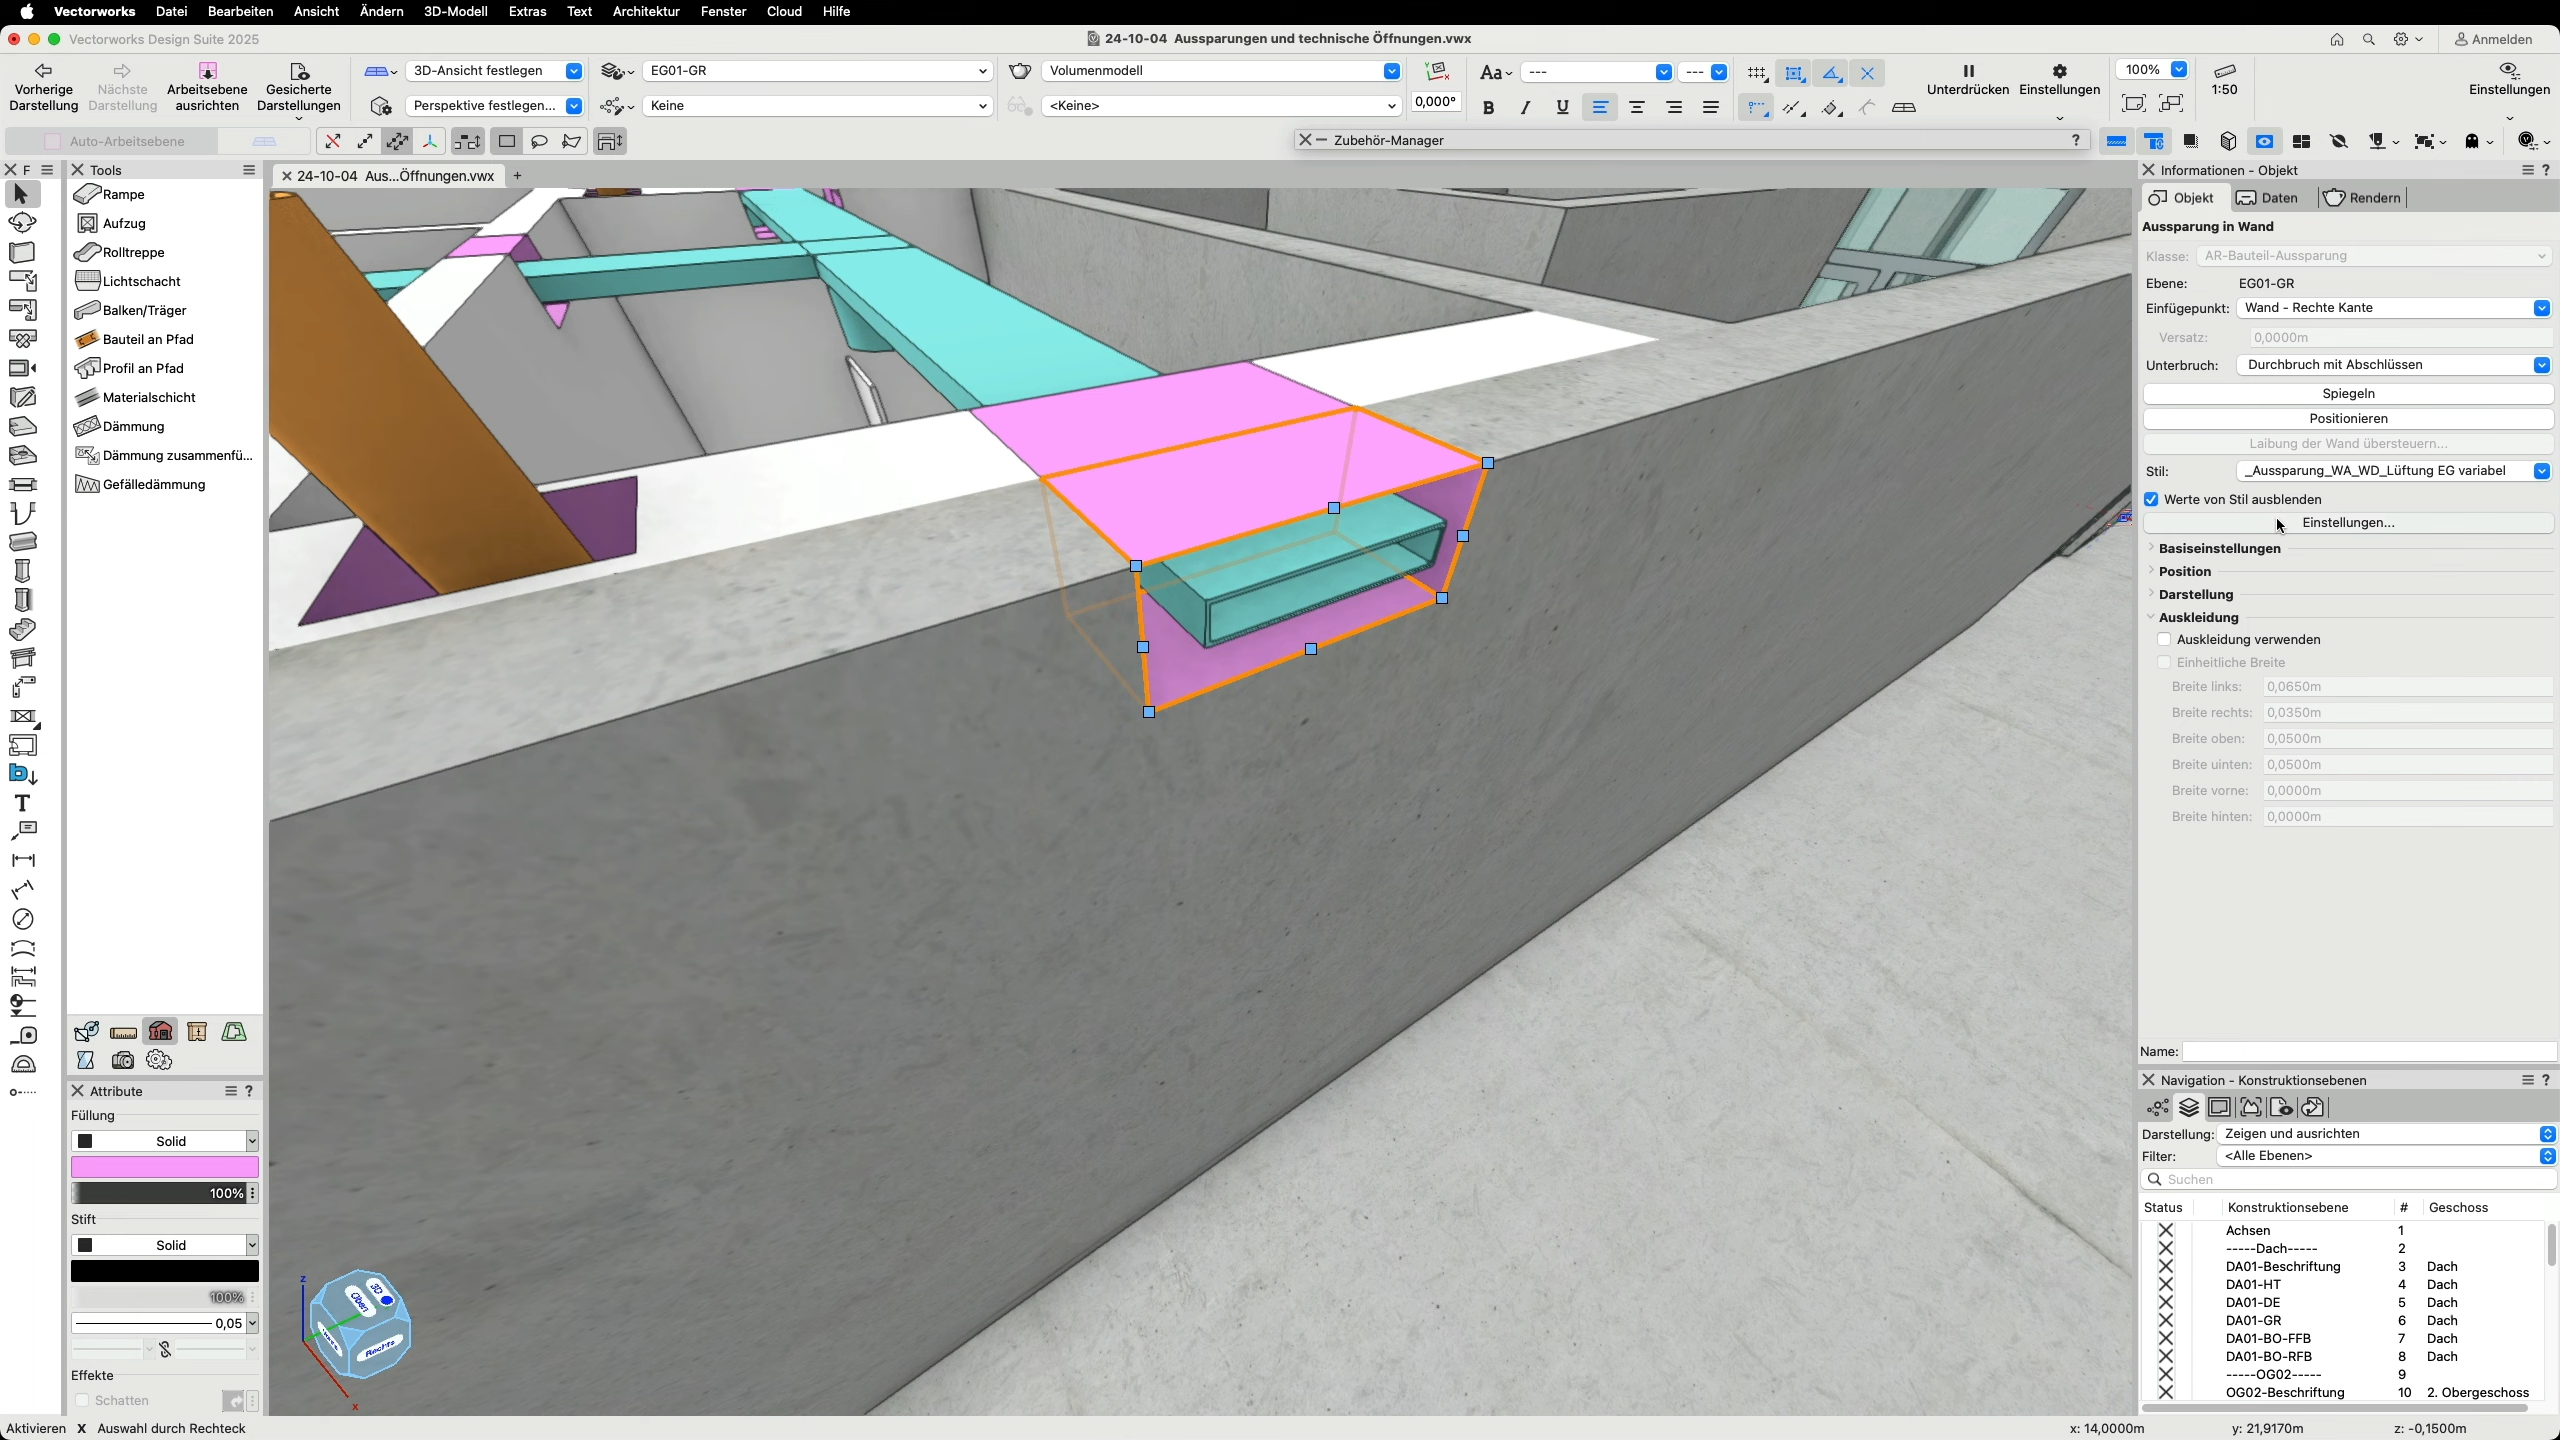 Vectorworks Datei Bearbeiten Ansicht Ändern 3D-Modell Extras Text Architektur Fenster Cloud Hilfe
Vectorworks Design Suite 2025
24-10-04 Aussparungen und technische Öffnungen.vwx
Anmelden
Vorherige Darstellung
Nächste Darstellung
Arbeitsebene ausrichten
Gesicherte Darstellungen
3D-Ansicht festlegen
Perspektive festlegen...
EG01-GR
Keine
Volumenmodell
<Keine>
0,000°
Aa
---
---
B I U
Unterdrücken
Einstellungen
100%
1:50
Einstellungen
Auto-Arbeitsebene
Zubehör-Manager
?
F
Tools
24-10-04 Aus...Öffnungen.vwx
+
Rampe
Aufzug
Rolltreppe
Lichtschacht
Balken/Träger
Bauteil an Pfad
Profil an Pfad
Materialschicht
Dämmung
Dämmung zusammenfü...
Gefälledämmung
Attribute
?
Füllung
Solid
100%
Stift
Solid
100%
0,05
Effekte
Schatten
z
Oben
3D
Rechts
x
Informationen - Objekt
?
Objekt
Daten
Rendern
Aussparung in Wand
Klasse: AR-Bauteil-Aussparung
Ebene: EG01-GR
Einfügepunkt: Wand - Rechte Kante
Versatz: 0,0000m
Unterbruch: Durchbruch mit Abschlüssen
Spiegeln
Positionieren
Laibung der Wand übersteuern...
Stil: _Aussparung_WA_WD_Lüftung EG variabel
Werte von Stil ausblenden
Einstellungen...
Basiseinstellungen
Position
Darstellung
Auskleidung
Auskleidung verwenden
Einheitliche Breite
Breite links: 0,0650m
Breite rechts: 0,0350m
Breite oben: 0,0500m
Breite uinten: 0,0500m
Breite vorne: 0,0000m
Breite hinten: 0,0000m
Name:
Navigation - Konstruktionsebenen
?
Darstellung: Zeigen und ausrichten
Filter: <Alle Ebenen>
Suchen
Status Konstruktionsebene # Geschoss
Achsen 1
-----Dach----- 2
DA01-Beschriftung 3 Dach
DA01-HT 4 Dach
DA01-DE 5 Dach
DA01-GR 6 Dach
DA01-BO-FFB 7 Dach
DA01-BO-RFB 8 Dach
-----OG02----- 9
OG02-Beschriftung 10 2. Obergeschoss
Aktivieren X Auswahl durch Rechteck
x: 14,0000m y: 21,9170m z: -0,1500m